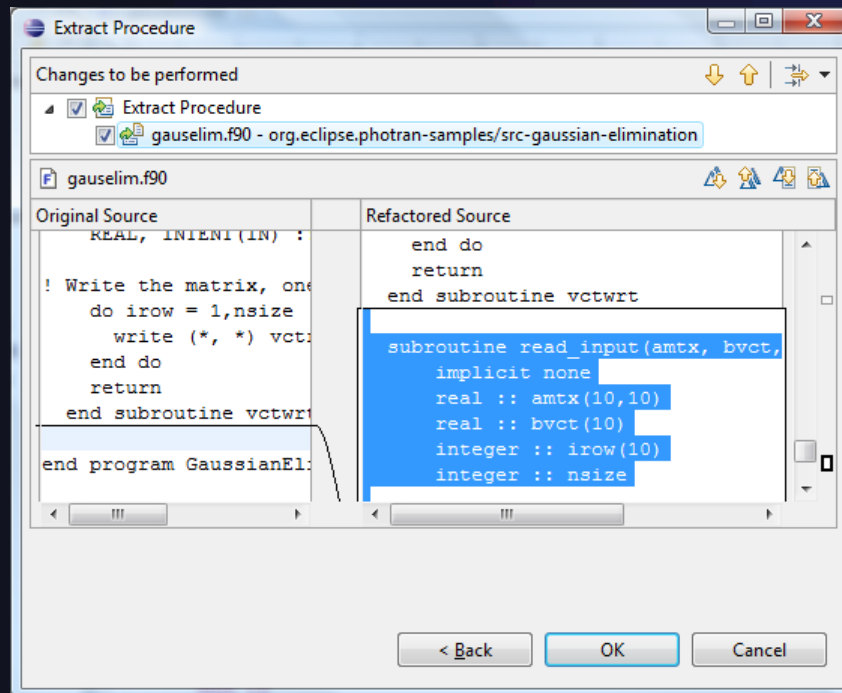 Extract Procedure
Changes to be performed
Extract Procedure
gauselim.f90 - org.eclipse.photran-samples/src-gaussian-elimination
gauselim.f90
Original Source
REAL, INTENT(IN) :
! Write the matrix, one
do irow = 1,nsize
write (*, *) vct
end do
return
end subroutine vctwrt
end program GaussianEli
Refactored Source
end do
return
end subroutine vctwrt
subroutine read_input(amtx, bvct,
implicit none
real :: amtx(10,10)
real :: bvct(10)
integer :: irow(10)
integer :: nsize
< Back
OK
Cancel